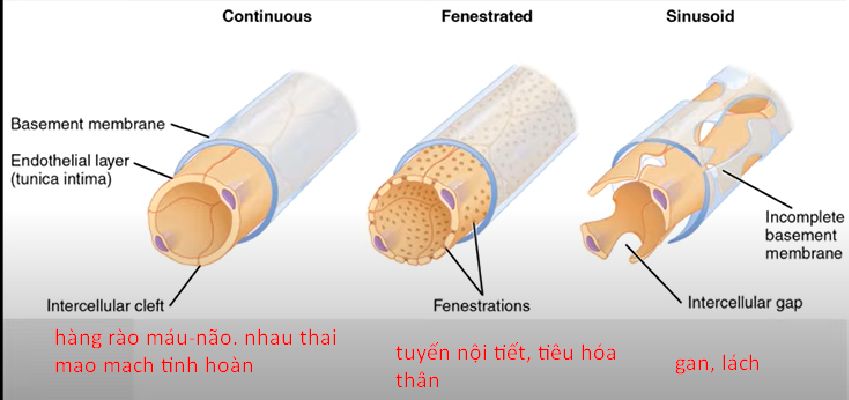 Continuous
Fenestrated
Sinusoid
Basement membrane
Endothelial layer
(tunica intima)
Intercellular cleft
Fenestrations
Incomplete
basement
membrane
Intercellular gap
hàng rào máu-não, nhau thai
mao mạch tinh hoàn
tuyến nội tiết, tiêu hóa
thận
gan, lách